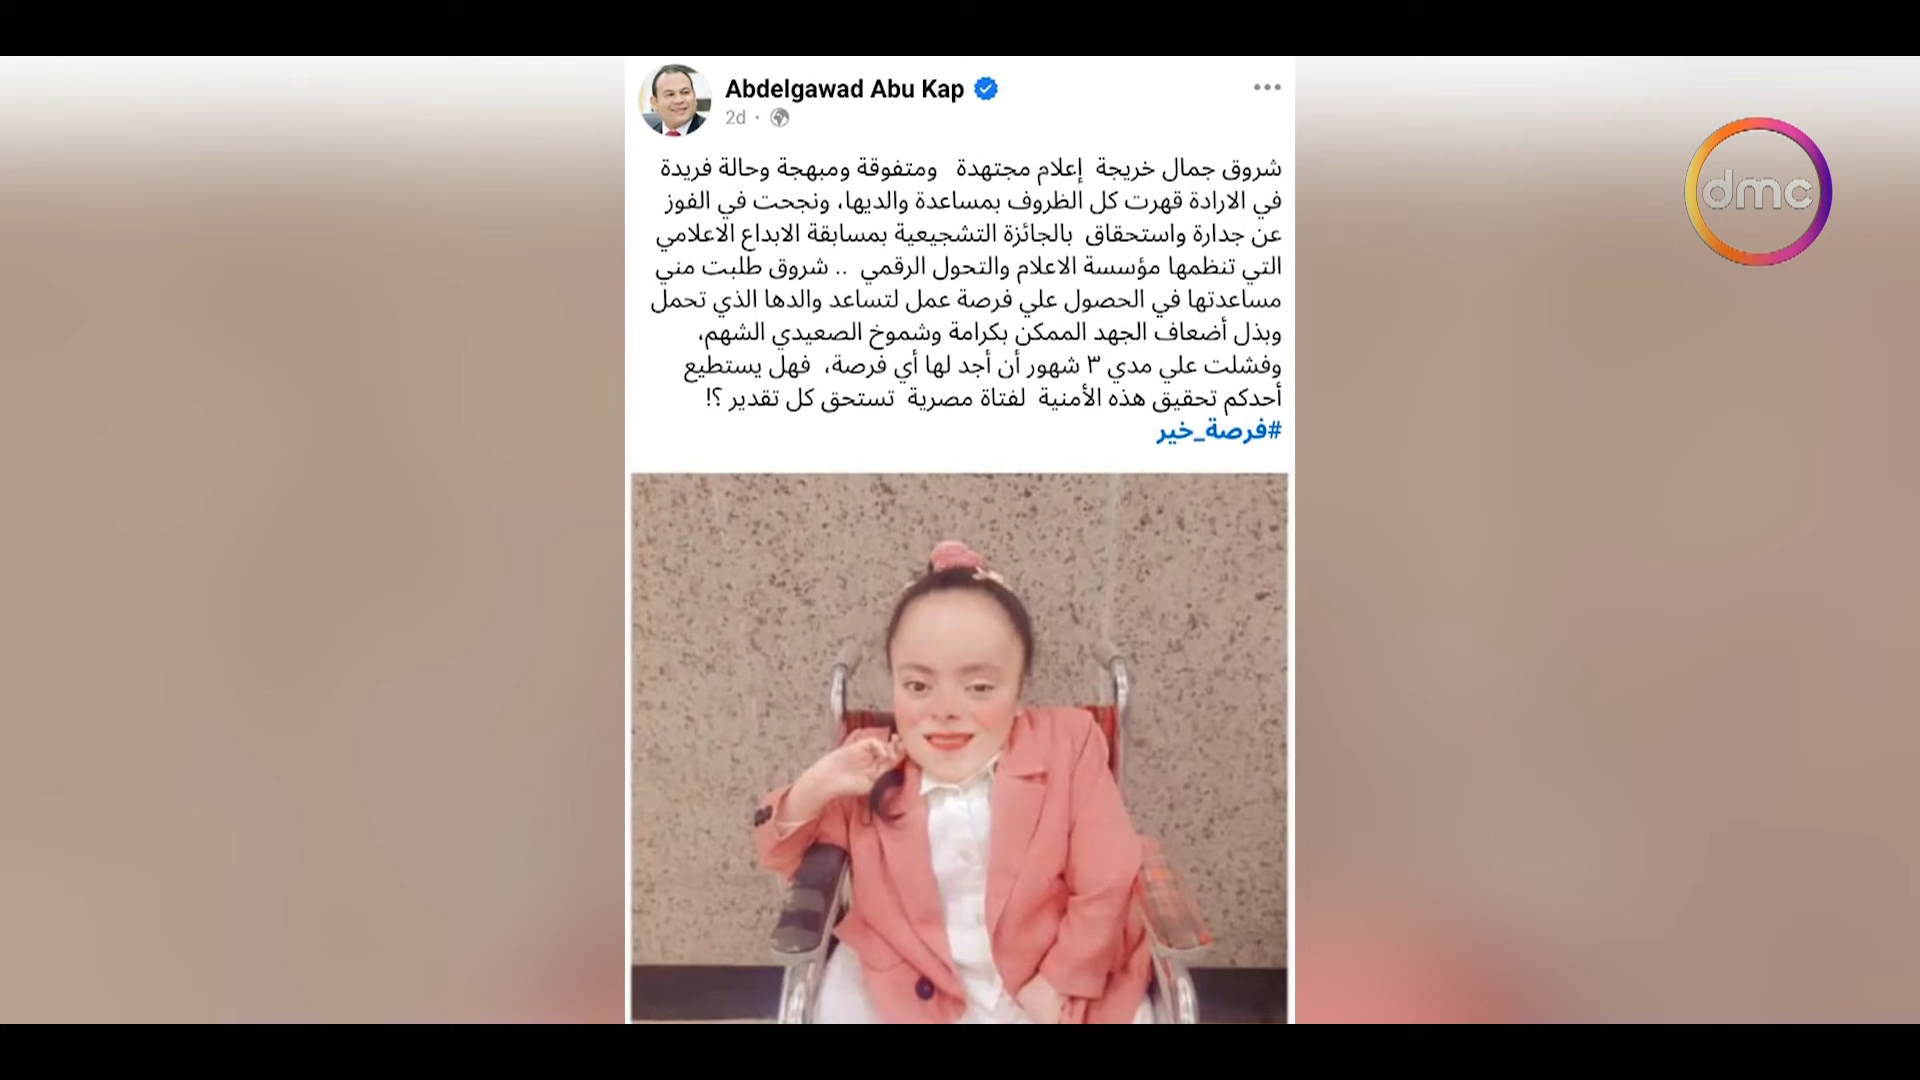 Abdelgawad Abu Kap
2d ·
dmc
شروق جمال خريجة إعلام مجتهدة ومتفوقة ومبهجة وحالة فريدة
في الارادة قهرت كل الظروف بمساعدة والديها، ونجحت في الفوز
عن جدارة واستحقاق بالجائزة التشجيعية بمسابقة الابداع الاعلامي
التي تنظمها مؤسسة الاعلام والتحول الرقمي .. شروق طلبت مني
مساعدتها في الحصول علي فرصة عمل لتساعد والدها الذي تحمل
وبذل أضعاف الجهد الممكن بكرامة وشموخ الصعيدي الشهم،
وفشلت علي مدي ٣ شهور أن أجد لها أي فرصة، فهل يستطيع
أحدكم تحقيق هذه الأمنية لفتاة مصرية تستحق كل تقدير ؟!
#فرصة_خير